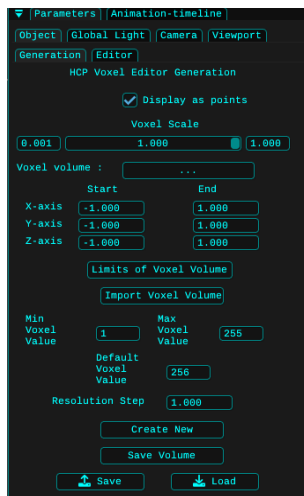 Parameters Animation-timeline
Object Global Light Camera Viewport
Generation Editor
HCP Voxel Editor Generation
Display as points
Voxel Scale
0.001 1.000 1.000
Voxel volume : ...
Start End
X-axis -1.000 1.000
Y-axis -1.000 1.000
Z-axis -1.000 1.000
Limits of Voxel Volume
Import Voxel Volume
Min Voxel Value 1 Max Voxel Value 255
Default Voxel Value 256
Resolution Step 1.000
Create New
Save Volume
Save Load